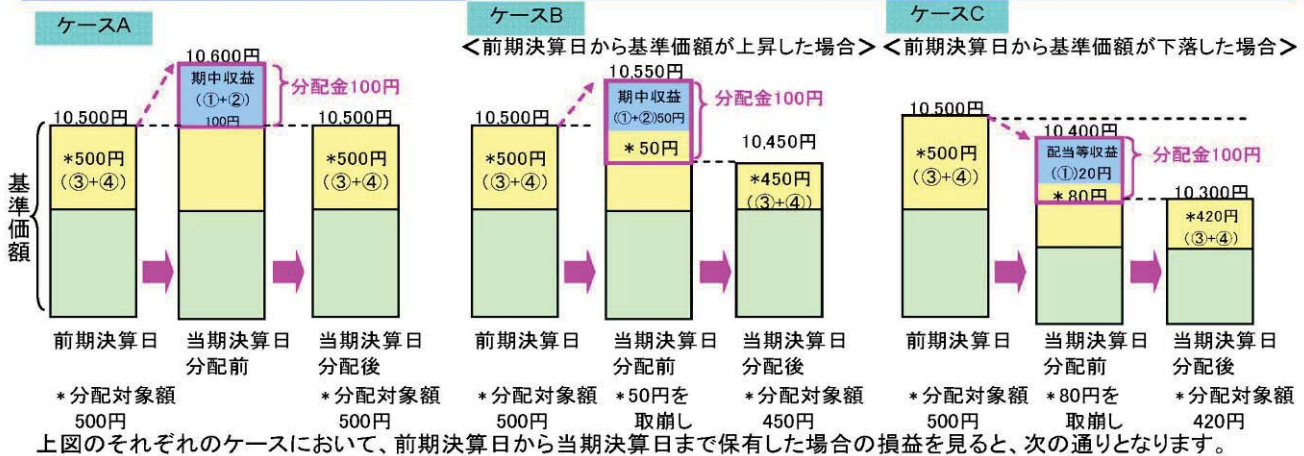 ケースA
10,600円
期中収益
(①+②)
100円
分配金100円
10,500円
*500円
(③+④)
10,500円
*500円
(③+④)
基準価額
前期決算日
当期決算日
分配前
当期決算日
分配後
*分配対象額
500円
*分配対象額
500円
ケースB
<前期決算日から基準価額が上昇した場合>
10,550円
期中収益
(①+②)50円
*50円
分配金100円
10,500円
*500円
(③+④)
10,450円
*450円
(③+④)
前期決算日
当期決算日
分配前
当期決算日
分配後
*分配対象額
500円
*50円を
取崩し
*分配対象額
450円
ケースC
<前期決算日から基準価額が下落した場合>
10,500円
*500円
(③+④)
10,400円
配当等収益
(①)20円
*80円
分配金100円
10,300円
*420円
(③+④)
前期決算日
当期決算日
分配前
当期決算日
分配後
*分配対象額
500円
*80円を
取崩し
*分配対象額
420円
上図のそれぞれのケースにおいて、前期決算日から当期決算日まで保有した場合の損益を見ると、次の通りとなります。